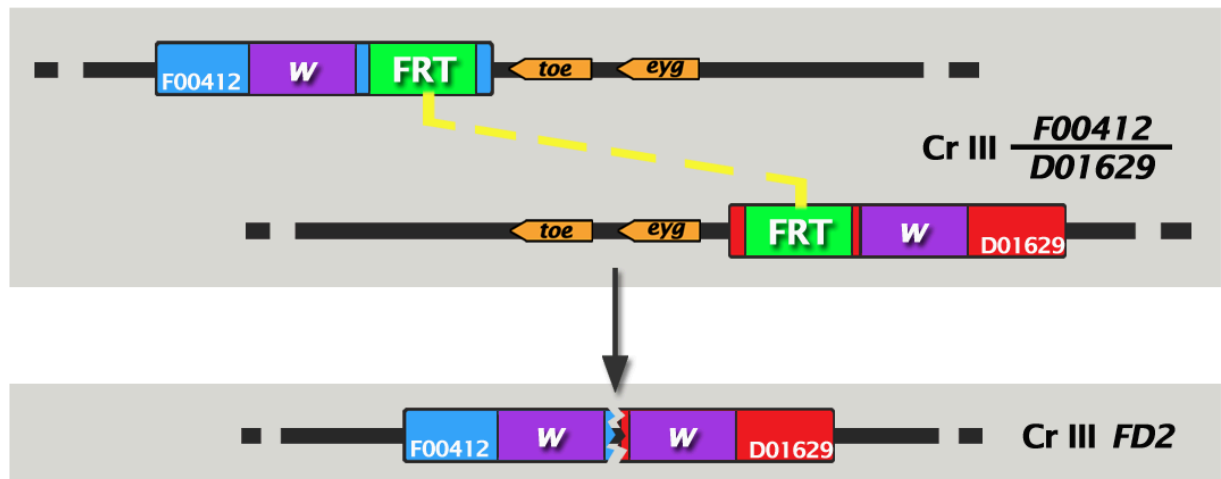 F00412 w FRT toe eyg
Cr III F00412
D01629
toe eyg FRT w D01629
F00412 w w D01629 Cr III FD2